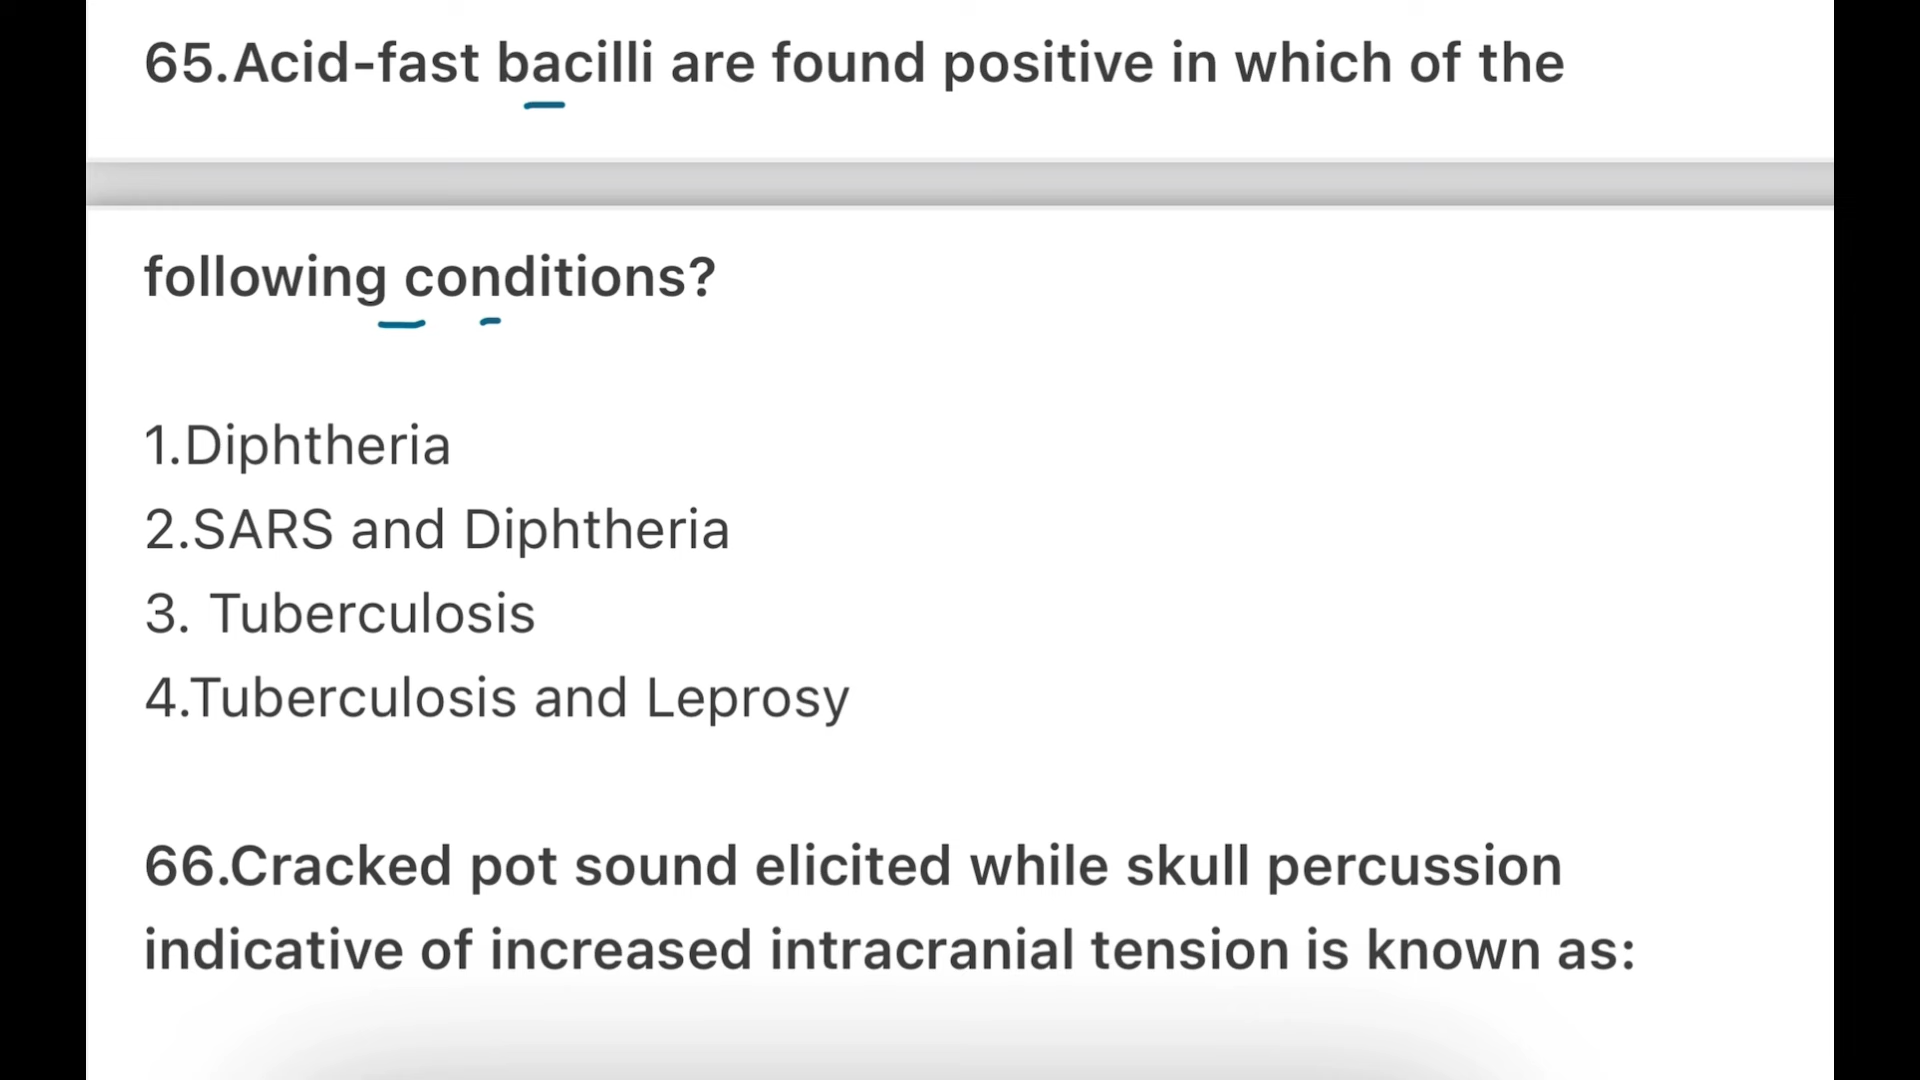 65.Acid-fast bacilli are found positive in which of the
following conditions?
1.Diphtheria
2.SARS and Diphtheria
3. Tuberculosis
4.Tuberculosis and Leprosy
66.Cracked pot sound elicited while skull percussion
indicative of increased intracranial tension is known as: